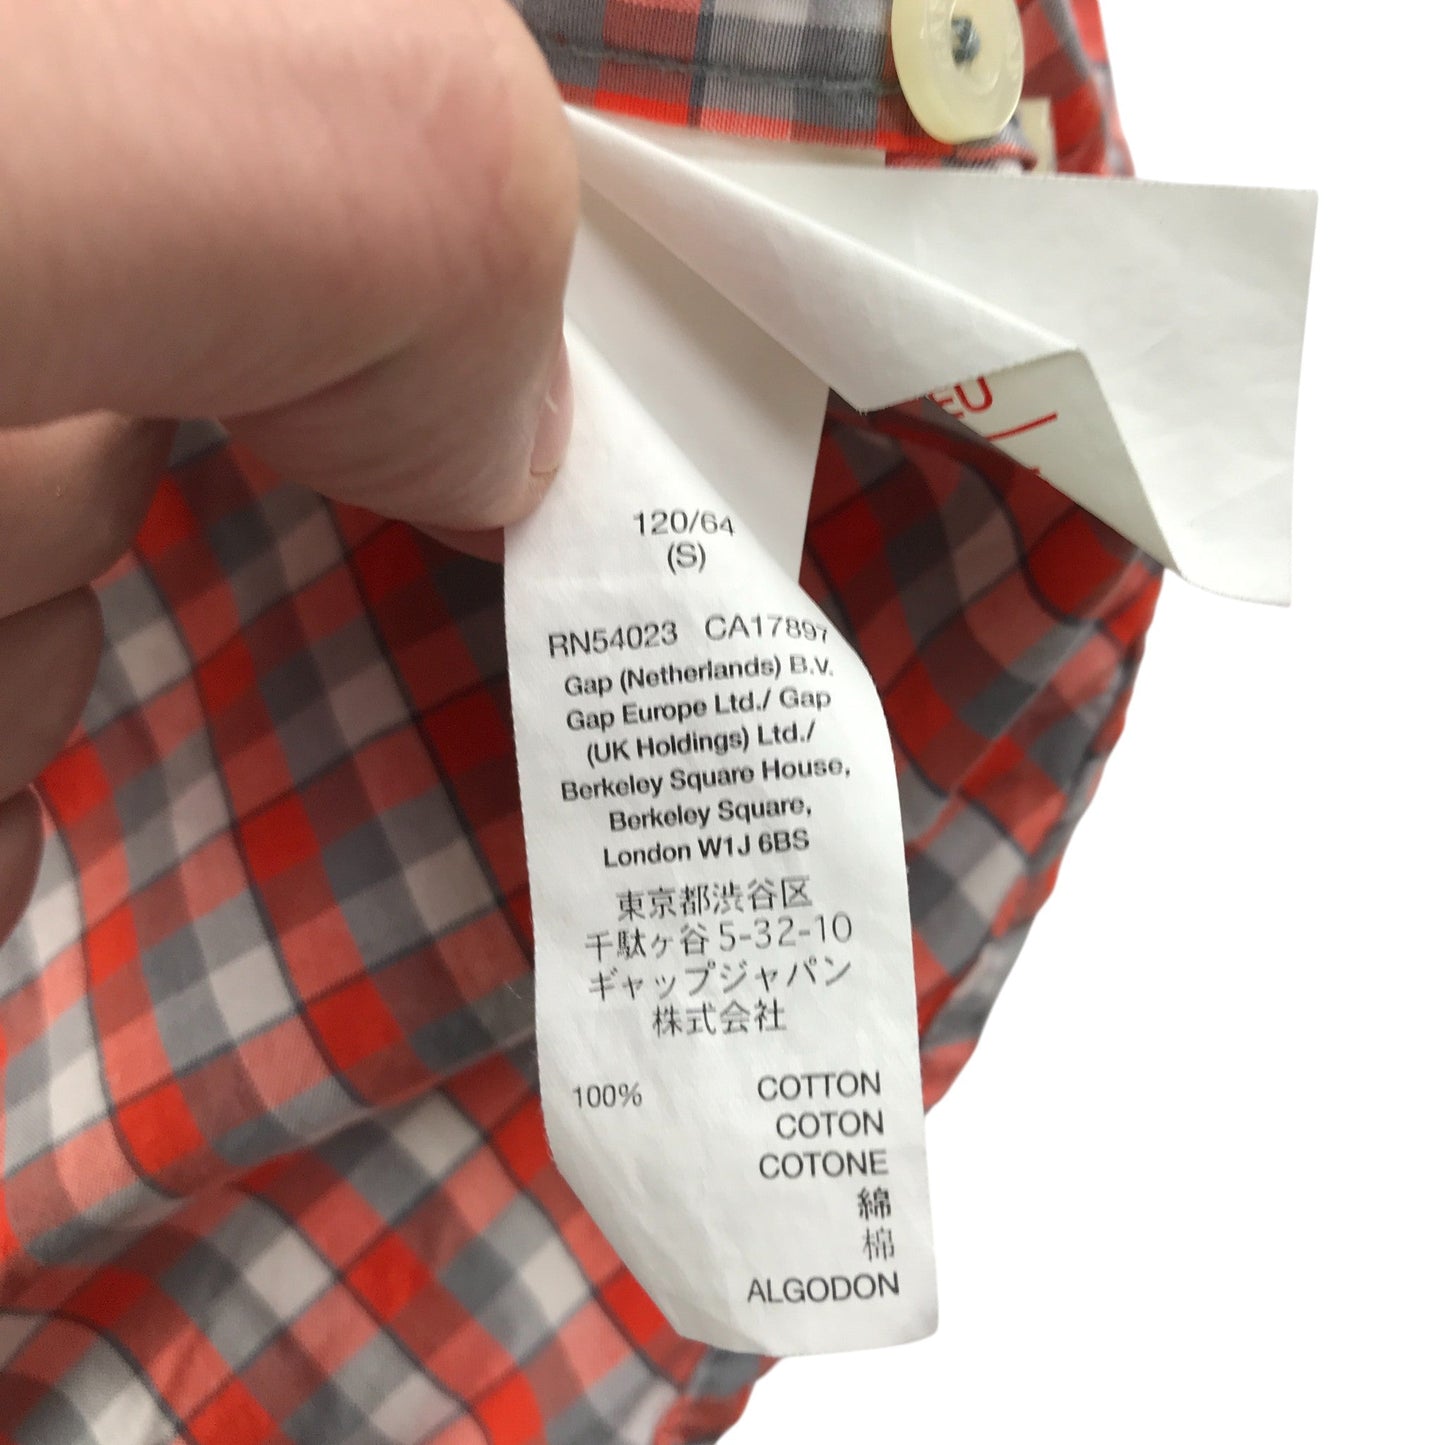 EU
120/64
(S)
RN54023 CA17897
Gap (Netherlands) B.V.
Gap Europe Ltd./ Gap
(UK Holdings) Ltd./
Berkeley Square House,
Berkeley Square,
London W1J 6BS
東京都渋谷区
千駄ヶ谷5-32-10
ギャップジャパン
株式会社
100% COTTON
COTON
COTONE
綿
棉
ALGODON